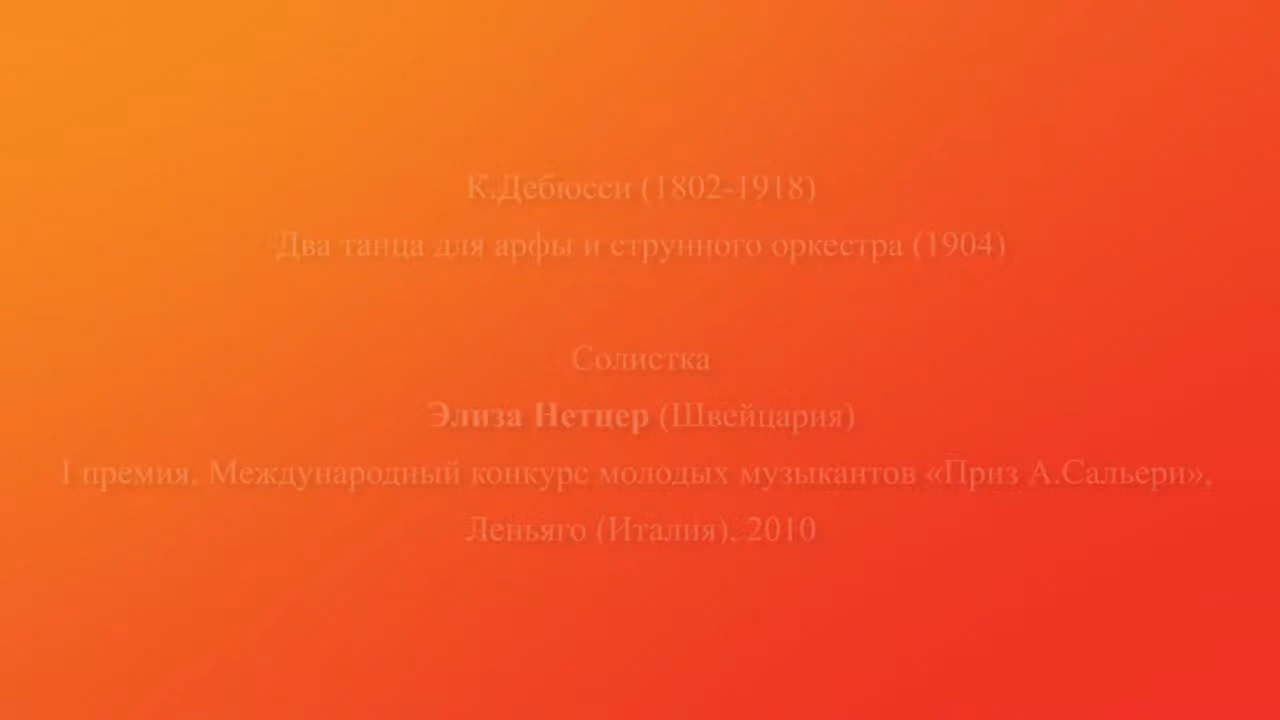 К.Дебюсси (1802-1918)
Два танца для арфы и струнного оркестра (1904)
Солистка
Элиза Нетцер (Швейцария)
I премия, Международный конкурс молодых музыкантов «Приз А.Сальери»,
Леньяго (Италия), 2010